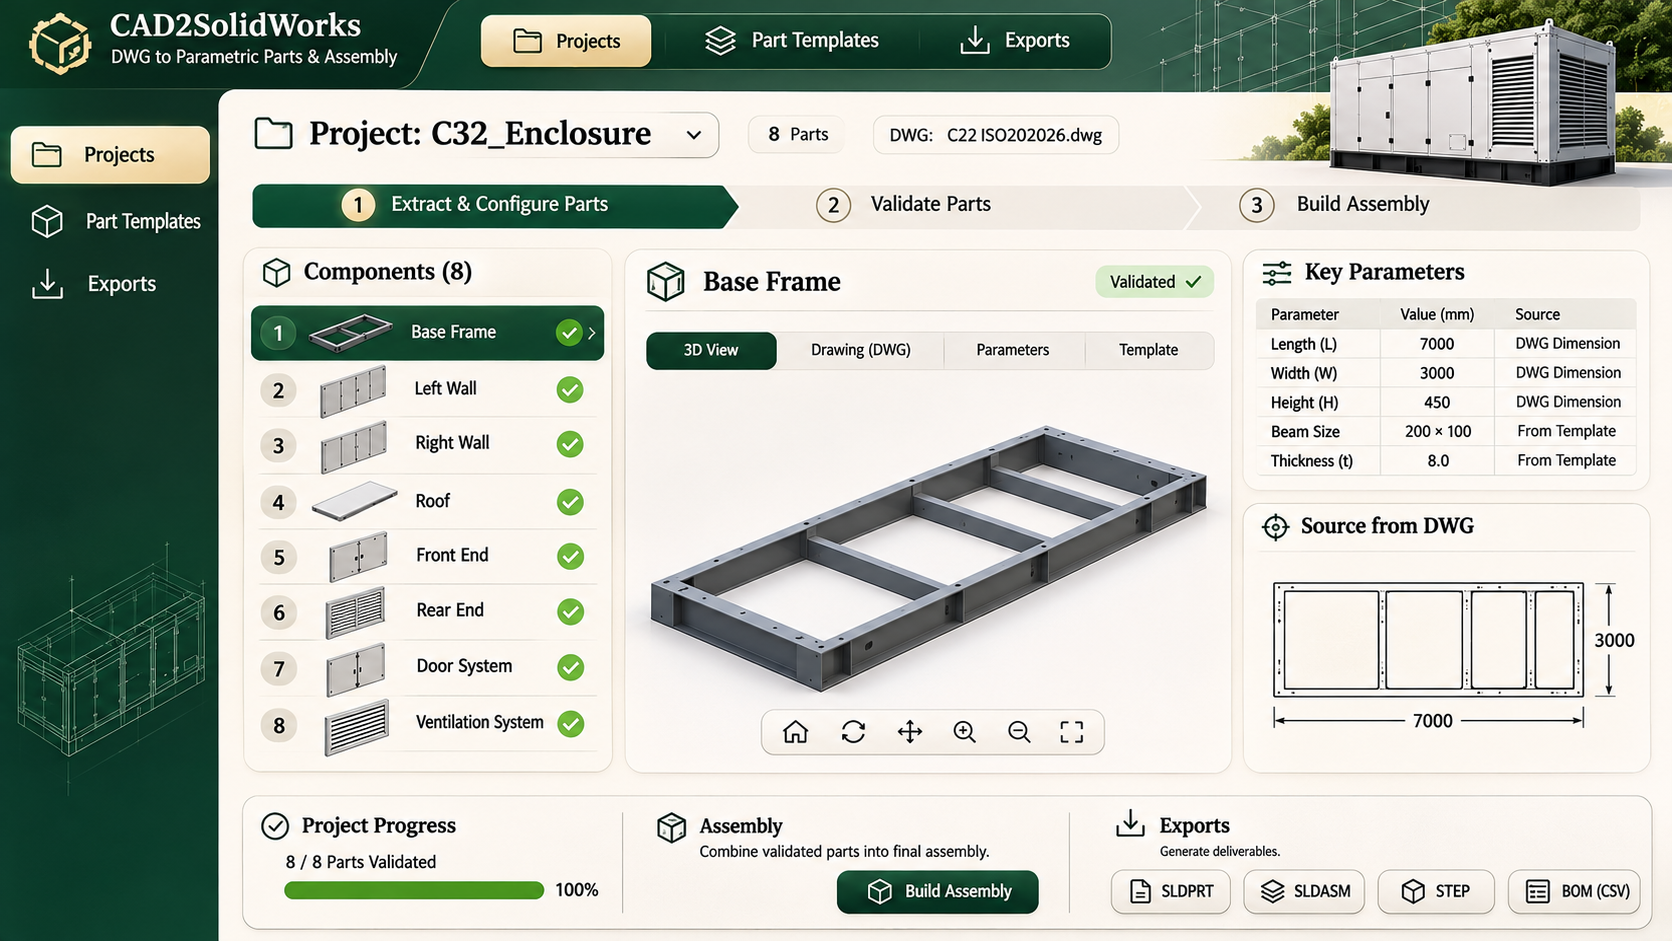 CAD2SolidWorks
DWG to Parametric Parts & Assembly
Projects
Part Templates
Exports
Projects
Part Templates
Exports
Project: C32_Enclosure
8 Parts
DWG: C22 ISO202026.dwg
1 Extract & Configure Parts
2 Validate Parts
3 Build Assembly
Components (8)
1 Base Frame
2 Left Wall
3 Right Wall
4 Roof
5 Front End
6 Rear End
7 Door System
8 Ventilation System
Base Frame
Validated
3D View
Drawing (DWG)
Parameters
Template
Key Parameters
Parameter Value (mm) Source
Length (L) 7000 DWG Dimension
Width (W) 3000 DWG Dimension
Height (H) 450 DWG Dimension
Beam Size 200 × 100 From Template
Thickness (t) 8.0 From Template
Source from DWG
3000
7000
Project Progress
8 / 8 Parts Validated
100%
Assembly
Combine validated parts into final assembly.
Build Assembly
Exports
Generate deliverables.
SLDPRT
SLDASM
STEP
BOM (CSV)